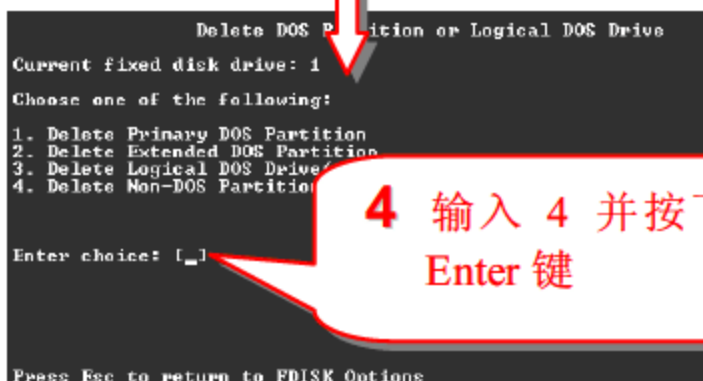 Delete DOS P ition or Logical DOS Drive
Current fixed disk drive: 1
Choose one of the following:
1. Delete Primary DOS Partition
2. Delete Extended DOS Partition
3. Delete Logical DOS Drive
4. Delete Non-DOS Partition
4 输入 4 并按
Enter 键
Enter choice: [_]
Press Esc to return to FDISK Options